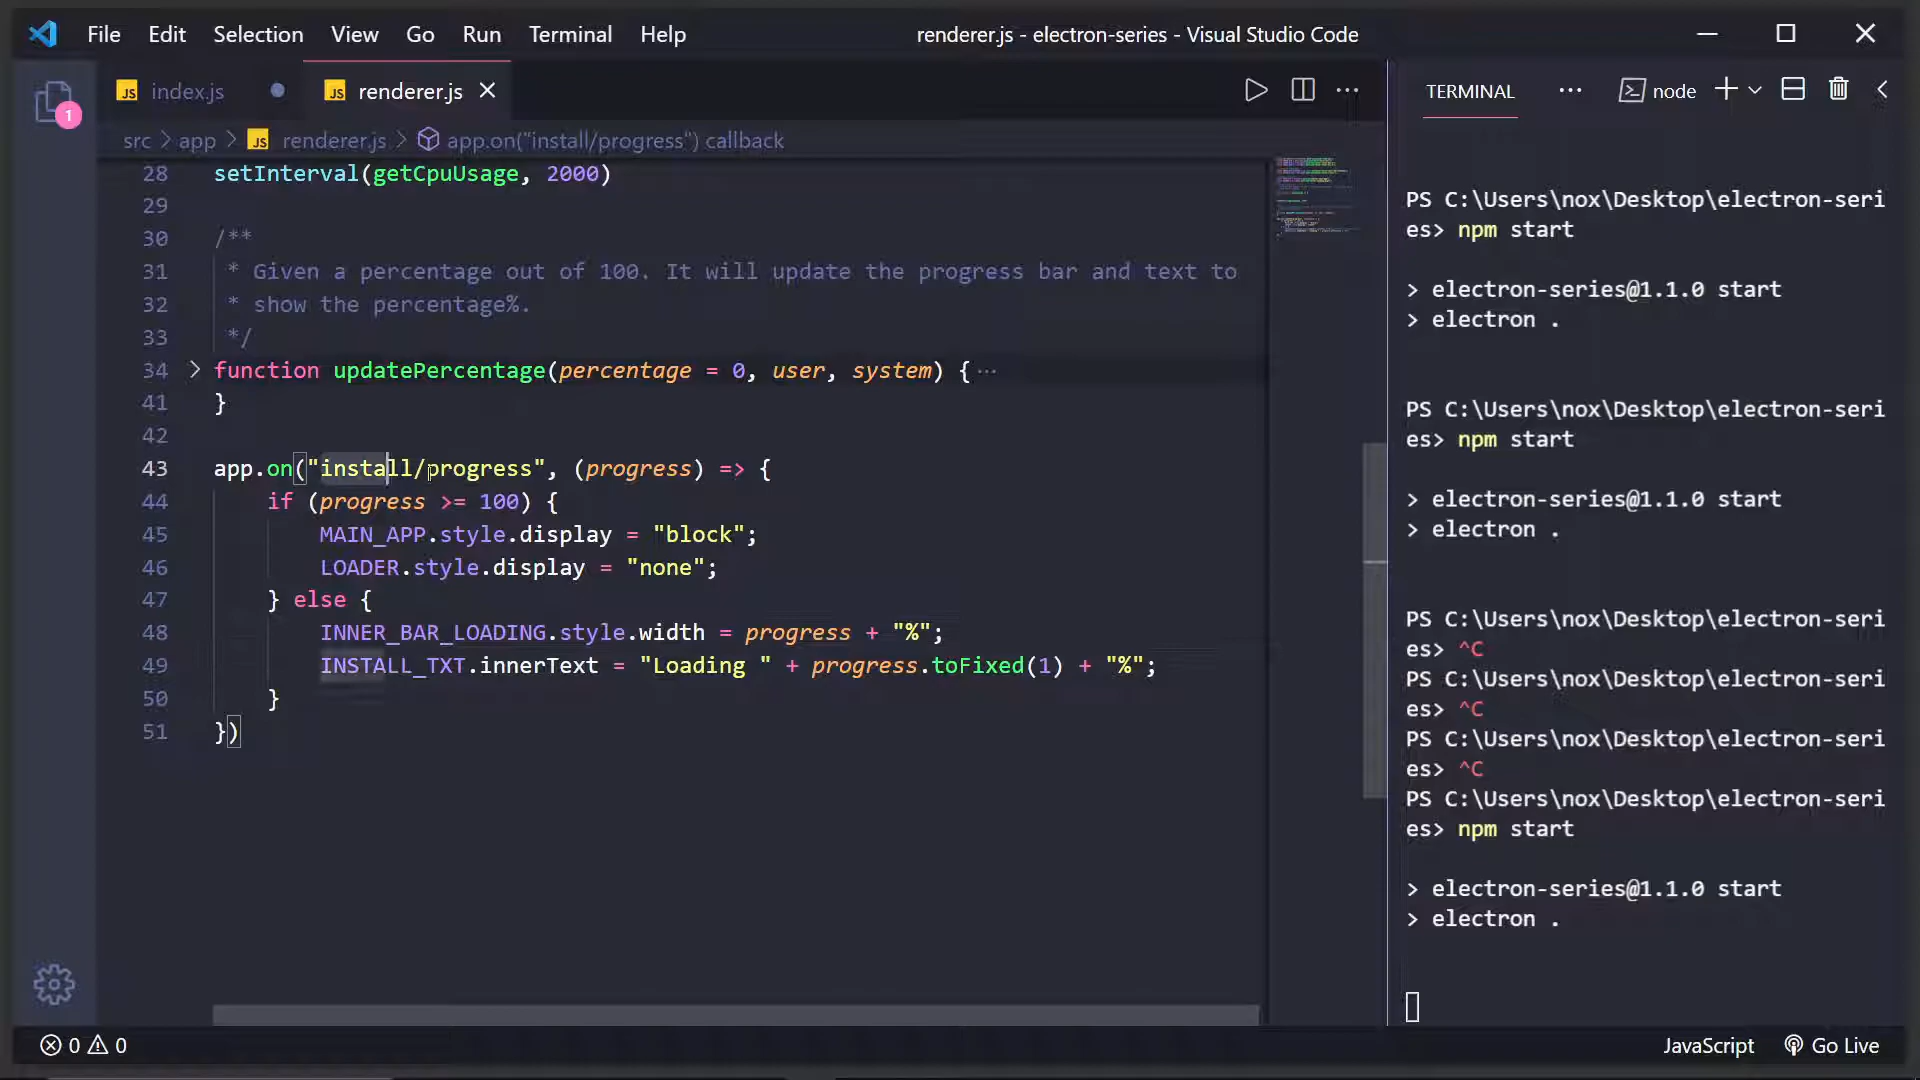 File Edit Selection View Go Run Terminal Help
renderer.js - electron-series - Visual Studio Code
JS index.js
JS renderer.js
TERMINAL
node
1
src > app > JS renderer.js > app.on("install/progress") callback
28 setInterval(getCpuUsage, 2000)
29
30 /**
31 * Given a percentage out of 100. It will update the progress bar and text to
32 * show the percentage%.
33 */
34 function updatePercentage(percentage = 0, user, system) {···
41 }
42
43 app.on("install/progress", (progress) => {
44 if (progress >= 100) {
45 MAIN_APP.style.display = "block";
46 LOADER.style.display = "none";
47 } else {
48 INNER_BAR_LOADING.style.width = progress + "%";
49 INSTALL_TXT.innerText = "Loading " + progress.toFixed(1) + "%";
50 }
51 })
PS C:\Users\nox\Desktop\electron-seri
es> npm start
> electron-series@1.1.0 start
> electron .
PS C:\Users\nox\Desktop\electron-seri
es> npm start
> electron-series@1.1.0 start
> electron .
PS C:\Users\nox\Desktop\electron-seri
es> ^C
PS C:\Users\nox\Desktop\electron-seri
es> ^C
PS C:\Users\nox\Desktop\electron-seri
es> ^C
PS C:\Users\nox\Desktop\electron-seri
es> npm start
> electron-series@1.1.0 start
> electron .
0 0
JavaScript
Go Live